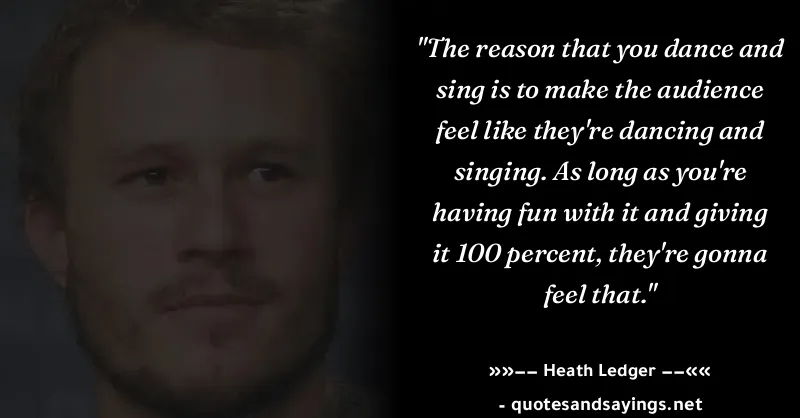 "The reason that you dance and
sing is to make the audience
feel like they're dancing and
singing. As long as you're
having fun with it and giving
it 100 percent, they're gonna
feel that."
»»−− Heath Ledger −−««
- quotesandsayings.net